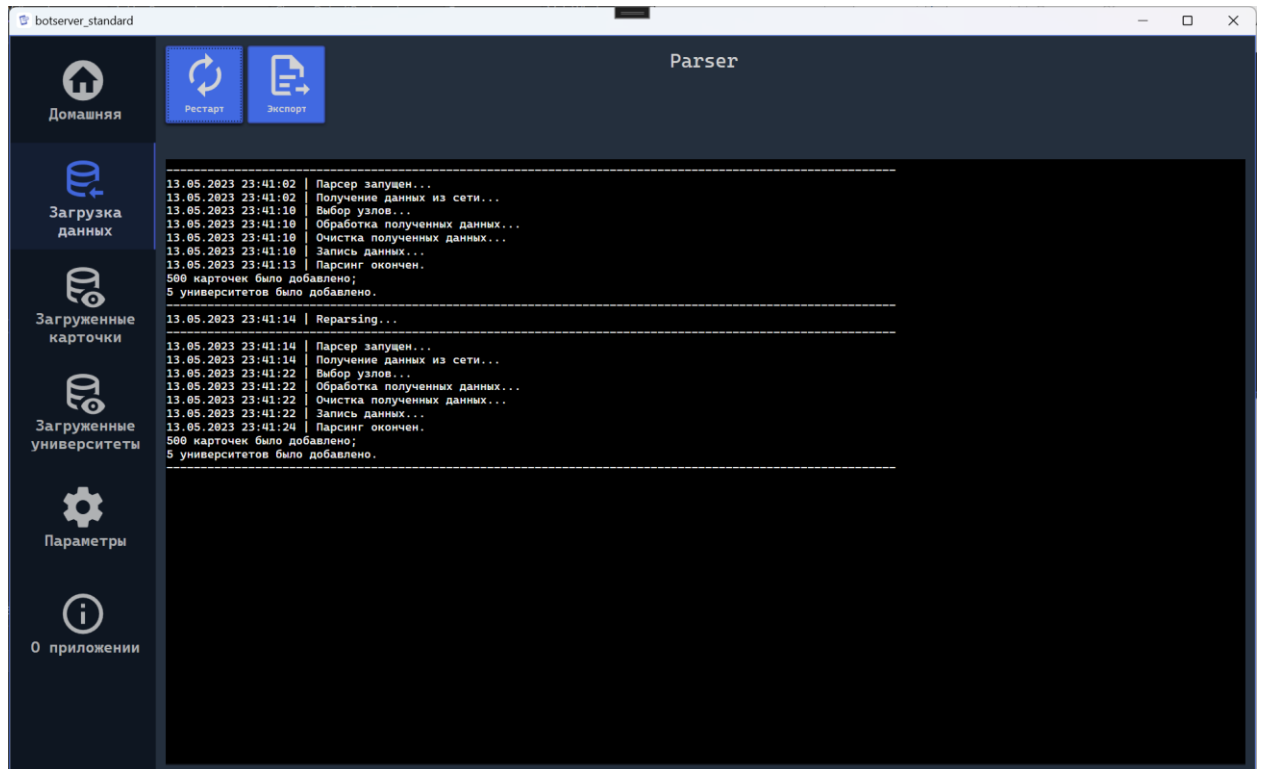 botserver_standard
Parser
Домашняя
Рестарт
Экспорт
Загрузка
данных
Загруженные
карточки
Загруженные
университеты
Параметры
О приложении
13.05.2023 23:41:02 | Парсер запущен...
13.05.2023 23:41:02 | Получение данных из сети...
13.05.2023 23:41:10 | Выбор узлов...
13.05.2023 23:41:10 | Обработка полученных данных...
13.05.2023 23:41:10 | Очистка полученных данных...
13.05.2023 23:41:10 | Запись данных...
13.05.2023 23:41:13 | Парсинг окончен.
500 карточек было добавлено;
5 университетов было добавлено.
13.05.2023 23:41:14 | Reparsing...
13.05.2023 23:41:14 | Парсер запущен...
13.05.2023 23:41:14 | Получение данных из сети...
13.05.2023 23:41:22 | Выбор узлов...
13.05.2023 23:41:22 | Обработка полученных данных...
13.05.2023 23:41:22 | Очистка полученных данных...
13.05.2023 23:41:22 | Запись данных...
13.05.2023 23:41:24 | Парсинг окончен.
500 карточек было добавлено;
5 университетов было добавлено.